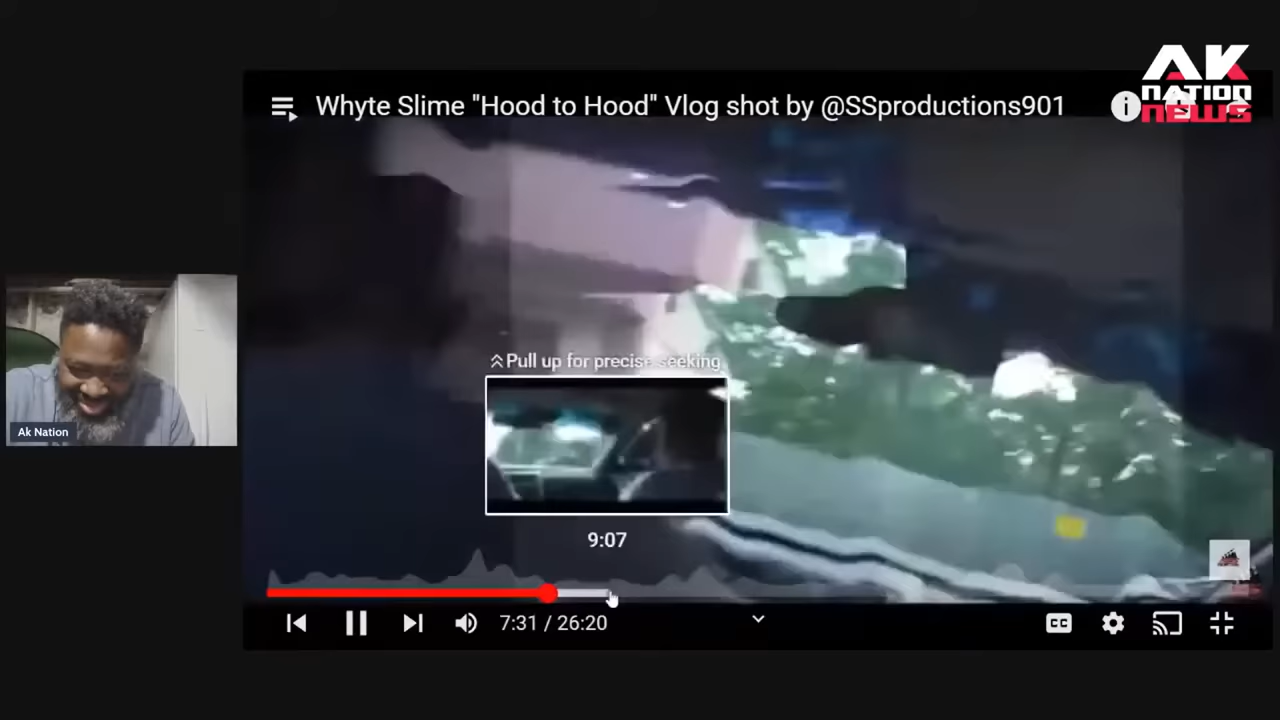 AK
NATION
NEWS
Whyte Slime "Hood to Hood" Vlog shot by @SSproductions901
Pull up for precise seeking
9:07
Ak Nation
7:31 / 26:20
CC